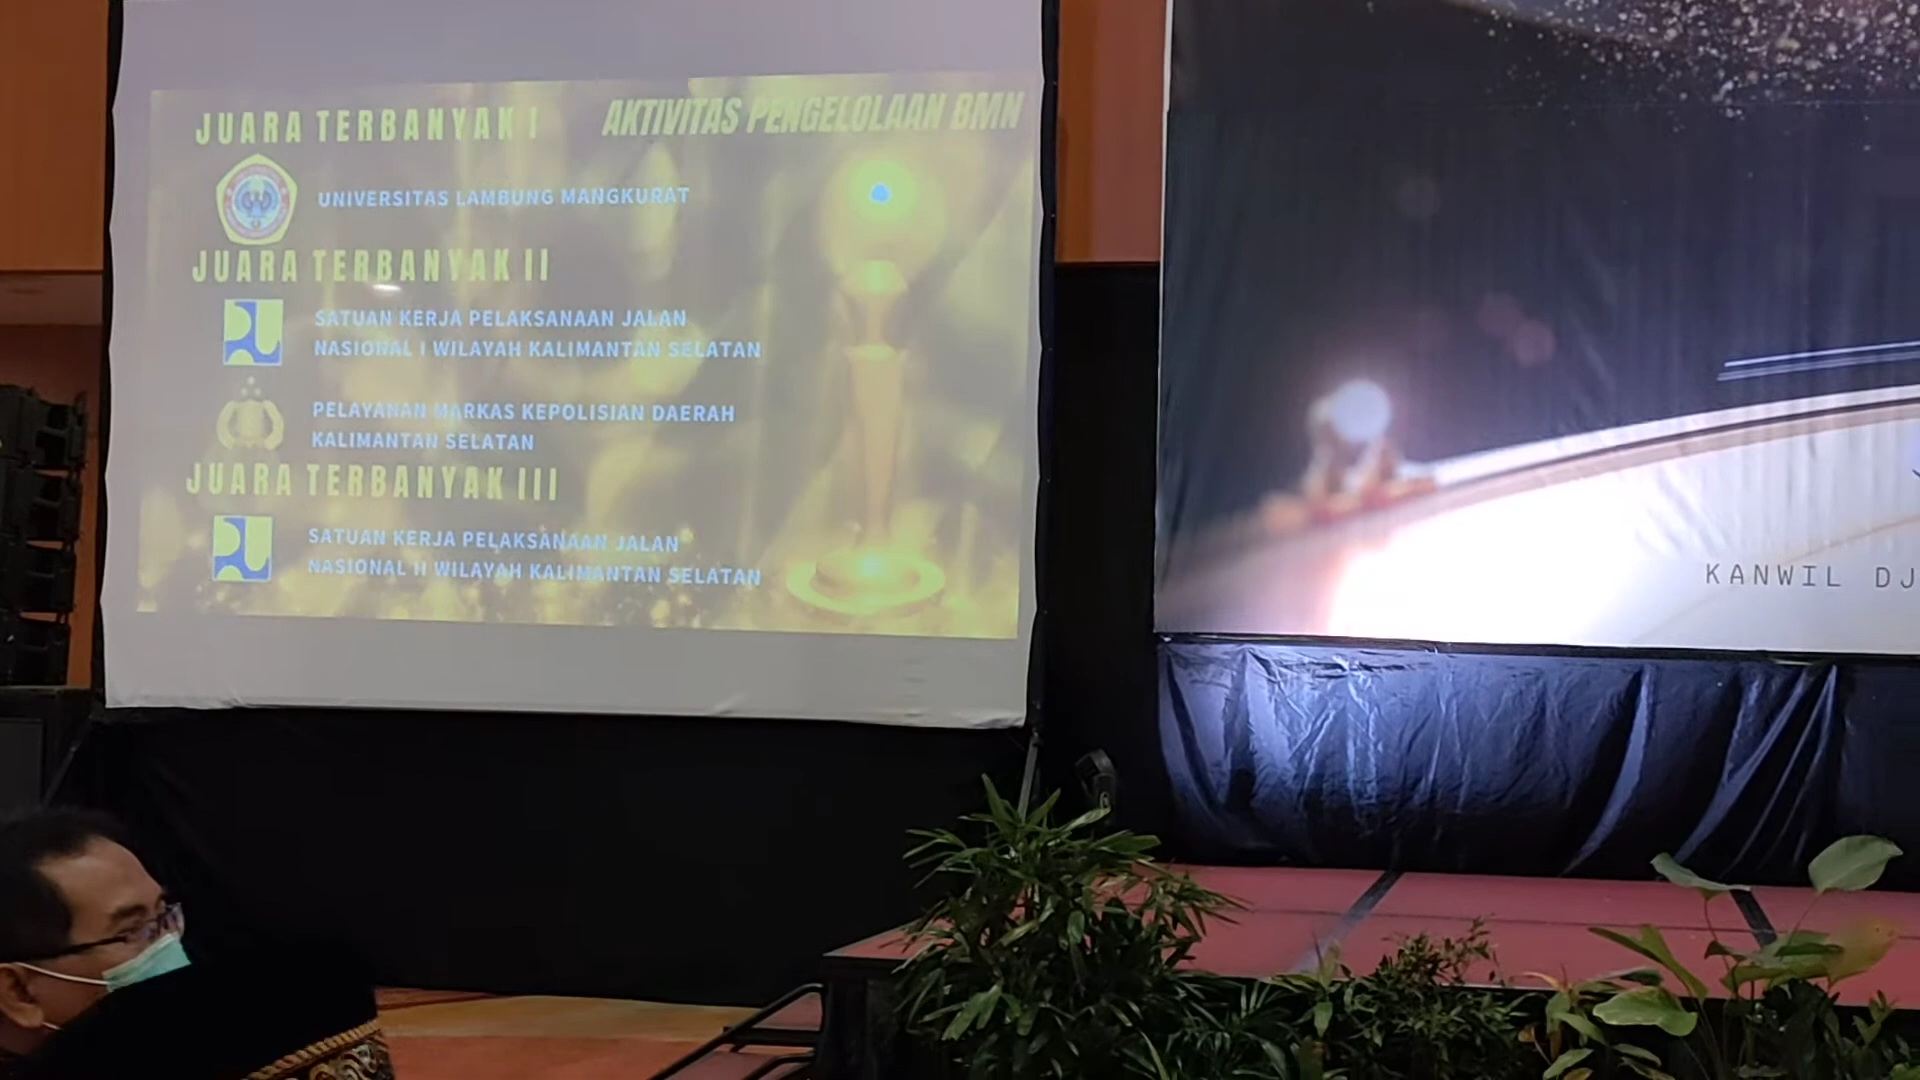 JUARA TERBANYAK I
AKTIVITAS PENGELOLAAN BMN
UNIVERSITAS LAMBUNG MANGKURAT
JUARA TERBANYAK II
SATUAN KERJA PELAKSANAAN JALAN
NASIONAL I WILAYAH KALIMANTAN SELATAN
PELAYANAN MARKAS KEPOLISIAN DAERAH
KALIMANTAN SELATAN
JUARA TERBANYAK III
SATUAN KERJA PELAKSANAAN JALAN
NASIONAL II WILAYAH KALIMANTAN SELATAN
KANWIL DJ